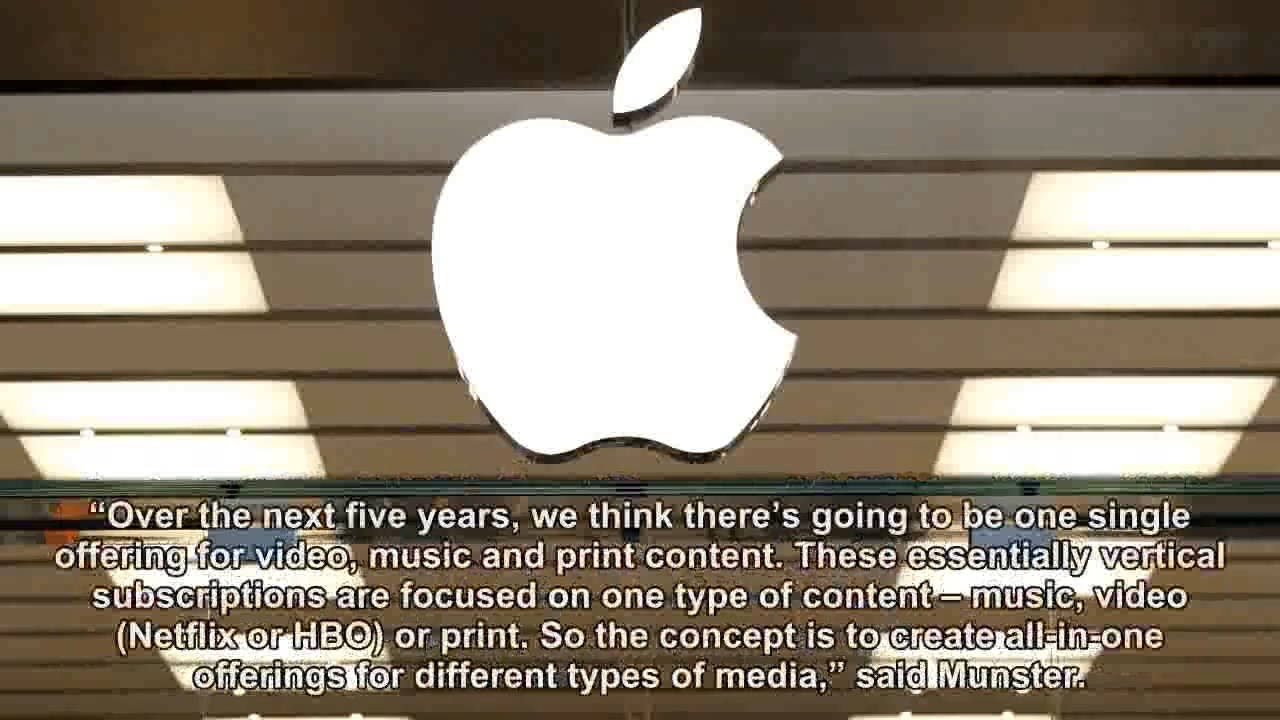 “Over the next five years, we think there’s going to be one single
offering for video, music and print content. These essentially vertical
subscriptions are focused on one type of content – music, video
(Netflix or HBO) or print. So the concept is to create all-in-one
offerings for different types of media,” said Munster.